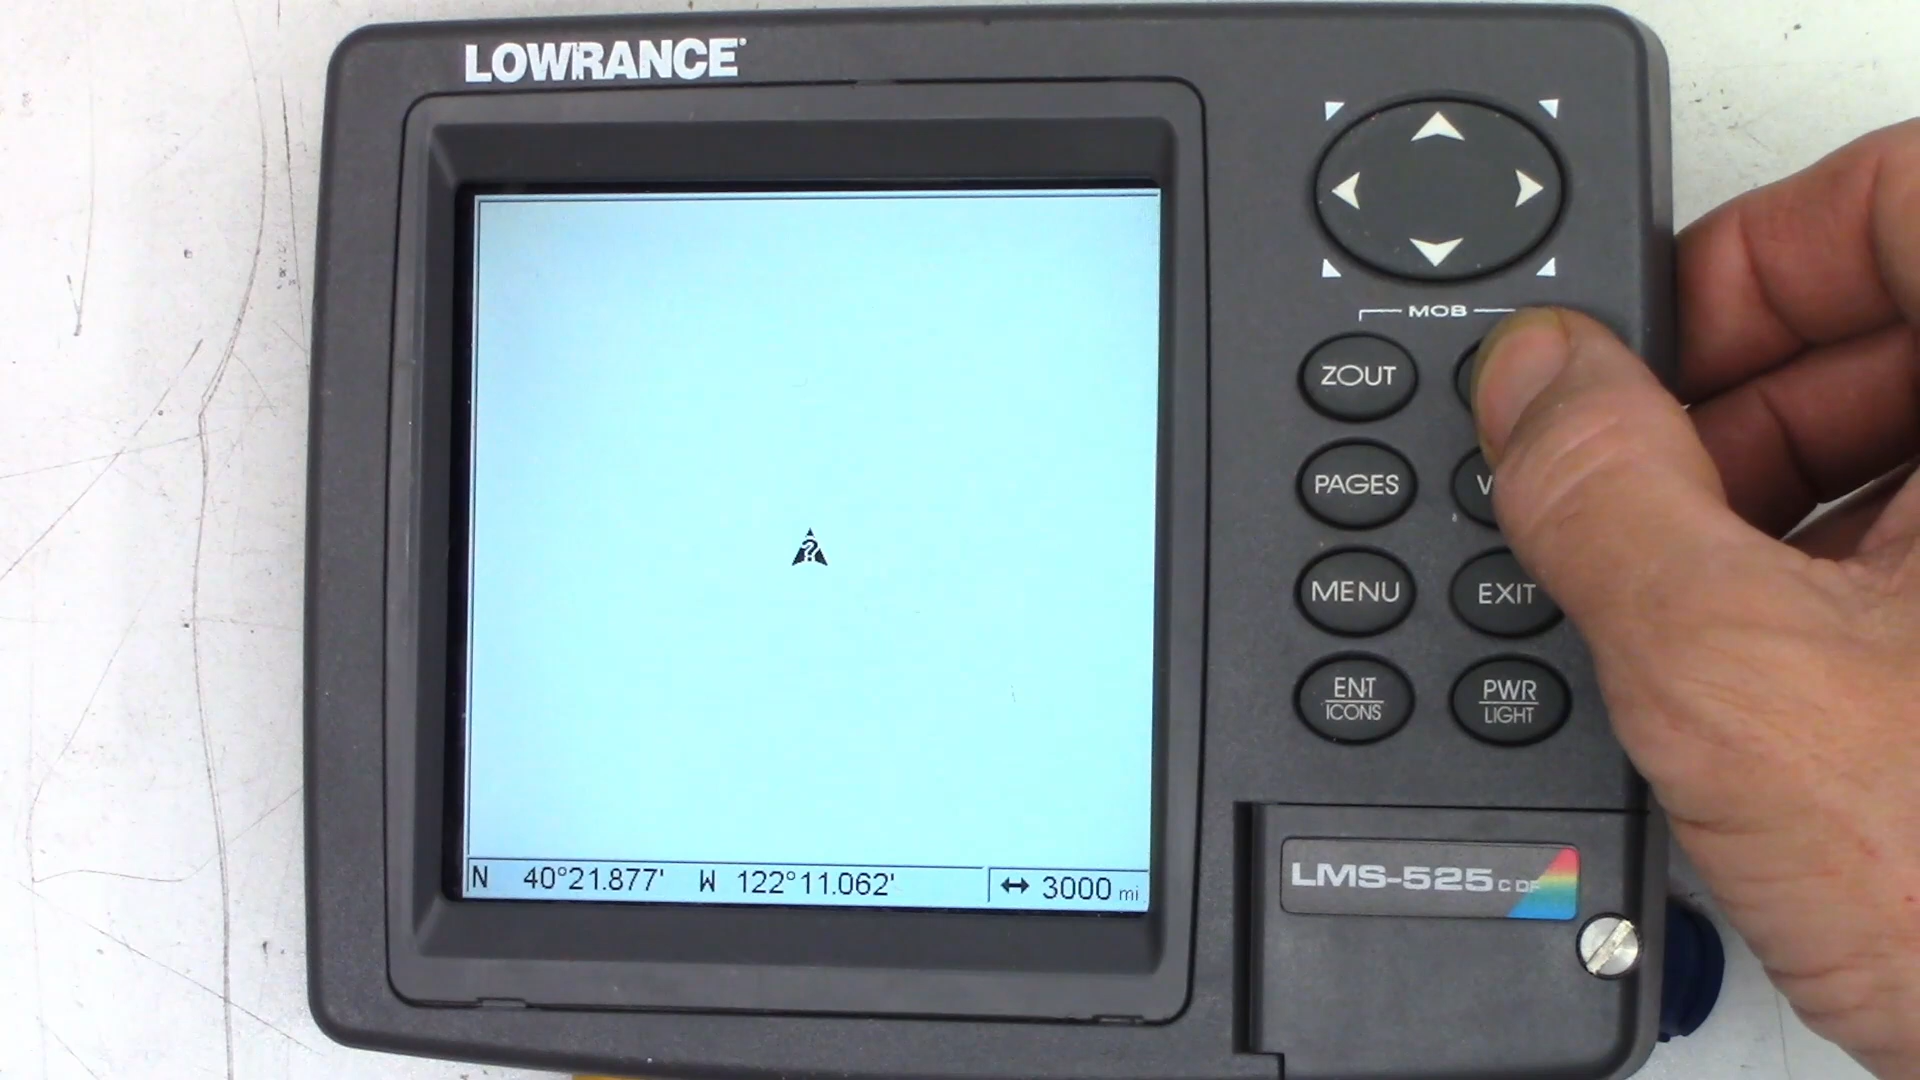 LOWRANCE®
MOB
ZOUT
PAGES
MENU EXIT
ENT PWR
ICONS LIGHT
?
N 40°21.877' W 122°11.062' ↔ 3000 mi
LMS-525 C DF